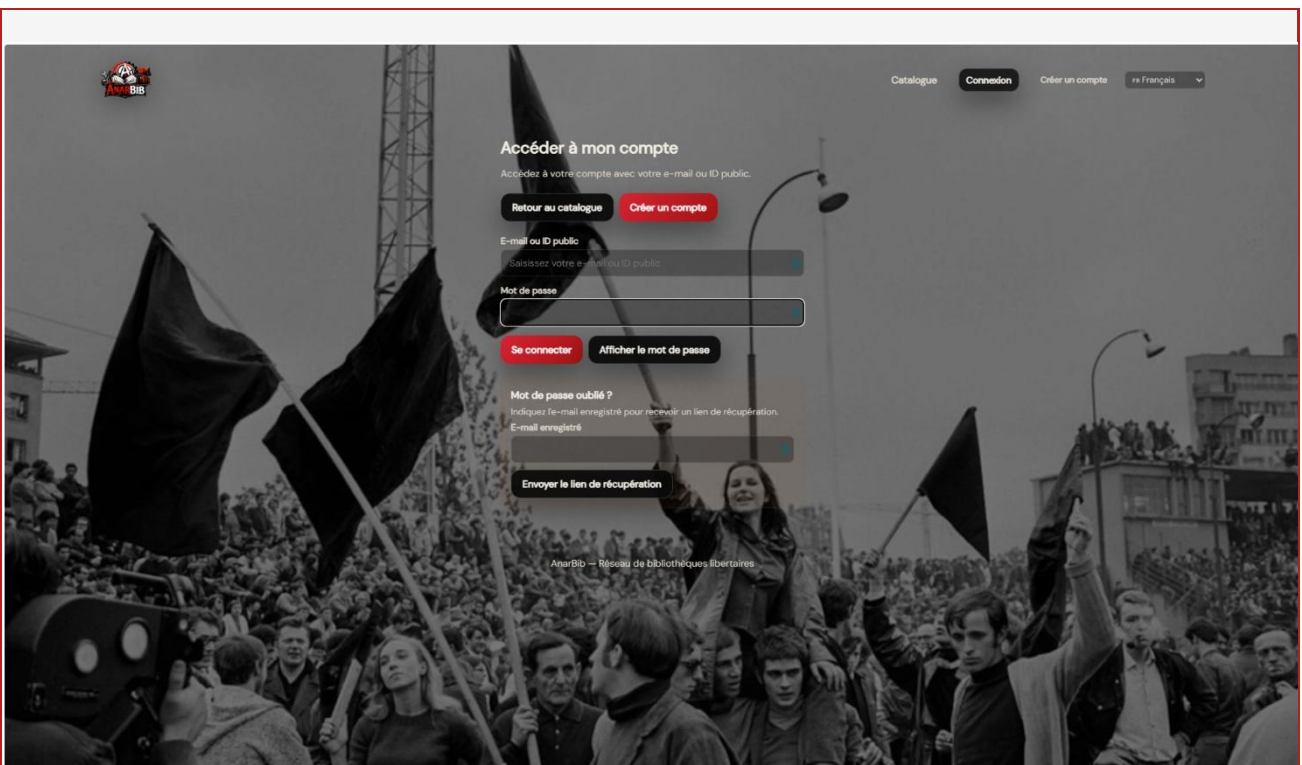 ANARBIB
Catalogue
Connexion
Créer un compte
FR Français
Accéder à mon compte
Accédez à votre compte avec votre e-mail ou ID public.
Retour au catalogue
Créer un compte
E-mail ou ID public
Saisissez votre e-mail ou ID public
Mot de passe
Se connecter
Afficher le mot de passe
Mot de passe oublié ?
Indiquez l'e-mail enregistré pour recevoir un lien de récupération.
E-mail enregistré
Envoyer le lien de récupération
AnarBib — Réseau de bibliothèques libertaires